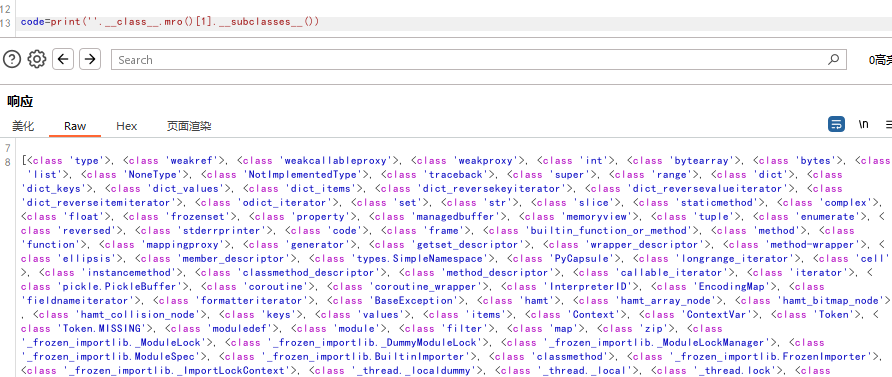 12
13 code=print(''.__class__.mro()[1].__subclasses__())
Search
0高亮
响应
美化 Raw Hex 页面渲染
\n
7
8 [<class 'type'>, <class 'weakref'>, <class 'weakcallableproxy'>, <class 'weakproxy'>, <class 'int'>, <class 'bytearray'>, <class 'bytes'>, <class
'list'>, <class 'NoneType'>, <class 'NotImplementedType'>, <class 'traceback'>, <class 'super'>, <class 'range'>, <class 'dict'>, <class
'dict_keys'>, <class 'dict_values'>, <class 'dict_items'>, <class 'dict_reversekeyiterator'>, <class 'dict_reversevalueiterator'>, <class
'dict_reverseitemiterator'>, <class 'odict_iterator'>, <class 'set'>, <class 'str'>, <class 'slice'>, <class 'staticmethod'>, <class 'complex'>,
<class 'float'>, <class 'frozenset'>, <class 'property'>, <class 'managedbuffer'>, <class 'memoryview'>, <class 'tuple'>, <class 'enumerate'>, <
class 'reversed'>, <class 'stderrprinter'>, <class 'code'>, <class 'frame'>, <class 'builtin_function_or_method'>, <class 'method'>, <class
'function'>, <class 'mappingproxy'>, <class 'generator'>, <class 'getset_descriptor'>, <class 'wrapper_descriptor'>, <class 'method-wrapper'>, <
class 'ellipsis'>, <class 'member_descriptor'>, <class 'types.SimpleNamespace'>, <class 'PyCapsule'>, <class 'longrange_iterator'>, <class 'cell'
>, <class 'instancemethod'>, <class 'classmethod_descriptor'>, <class 'method_descriptor'>, <class 'callable_iterator'>, <class 'iterator'>, <
class 'pickle.PickleBuffer'>, <class 'coroutine'>, <class 'coroutine_wrapper'>, <class 'InterpreterID'>, <class 'EncodingMap'>, <class
'fieldnameiterator'>, <class 'formatteriterator'>, <class 'BaseException'>, <class 'hamt'>, <class 'hamt_array_node'>, <class 'hamt_bitmap_node'>
, <class 'hamt_collision_node'>, <class 'keys'>, <class 'values'>, <class 'items'>, <class 'Context'>, <class 'ContextVar'>, <class 'Token'>, <
class 'Token.MISSING'>, <class 'moduledef'>, <class 'module'>, <class 'filter'>, <class 'map'>, <class 'zip'>, <class
'_frozen_importlib._ModuleLock'>, <class '_frozen_importlib._DummyModuleLock'>, <class '_frozen_importlib._ModuleLockManager'>, <class
'_frozen_importlib.ModuleSpec'>, <class '_frozen_importlib.BuiltinImporter'>, <class 'classmethod'>, <class '_frozen_importlib.FrozenImporter'>,
<class '_frozen_importlib._ImportLockContext'>, <class '_thread._localdummy'>, <class '_thread._local'>, <class '_thread.lock'>, <class